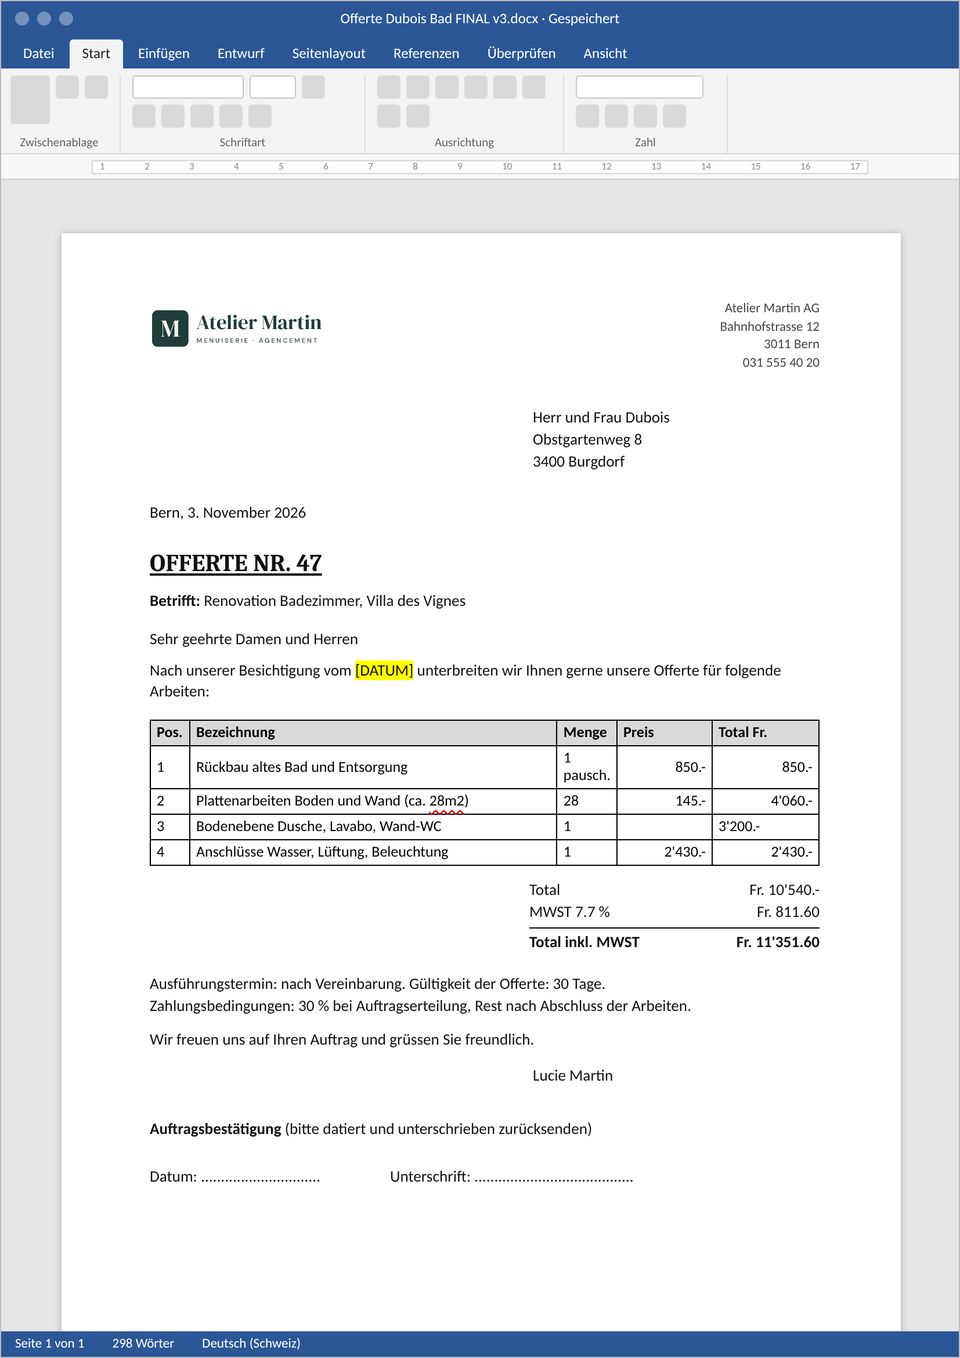 Offerte Dubois Bad FINAL v3.docx · Gespeichert
Datei Start Einfügen Entwurf Seitenlayout Referenzen Überprüfen Ansicht
Zwischenablage Schriftart Ausrichtung Zahl
1 2 3 4 5 6 7 8 9 10 11 12 13 14 15 16 17
M Atelier Martin
MENUISERIE · AGENCEMENT
Atelier Martin AG
Bahnhofstrasse 12
3011 Bern
031 555 40 20
Herr und Frau Dubois
Obstgartenweg 8
3400 Burgdorf
Bern, 3. November 2026
OFFERTE NR. 47
Betrifft: Renovation Badezimmer, Villa des Vignes
Sehr geehrte Damen und Herren
Nach unserer Besichtigung vom [DATUM] unterbreiten wir Ihnen gerne unsere Offerte für folgende
Arbeiten:
Pos. Bezeichnung Menge Preis Total Fr.
1 Rückbau altes Bad und Entsorgung 1 pausch. 850.- 850.-
2 Plattenarbeiten Boden und Wand (ca. 28m2) 28 145.- 4'060.-
3 Bodenebene Dusche, Lavabo, Wand-WC 1 3'200.-
4 Anschlüsse Wasser, Lüftung, Beleuchtung 1 2'430.- 2'430.-
Total Fr. 10'540.-
MWST 7.7 % Fr. 811.60
Total inkl. MWST Fr. 11'351.60
Ausführungstermin: nach Vereinbarung. Gültigkeit der Offerte: 30 Tage.
Zahlungsbedingungen: 30 % bei Auftragserteilung, Rest nach Abschluss der Arbeiten.
Wir freuen uns auf Ihren Auftrag und grüssen Sie freundlich.
Lucie Martin
Auftragsbestätigung (bitte datiert und unterschrieben zurücksenden)
Datum: .............................. Unterschrift: ........................................
Seite 1 von 1 298 Wörter Deutsch (Schweiz)